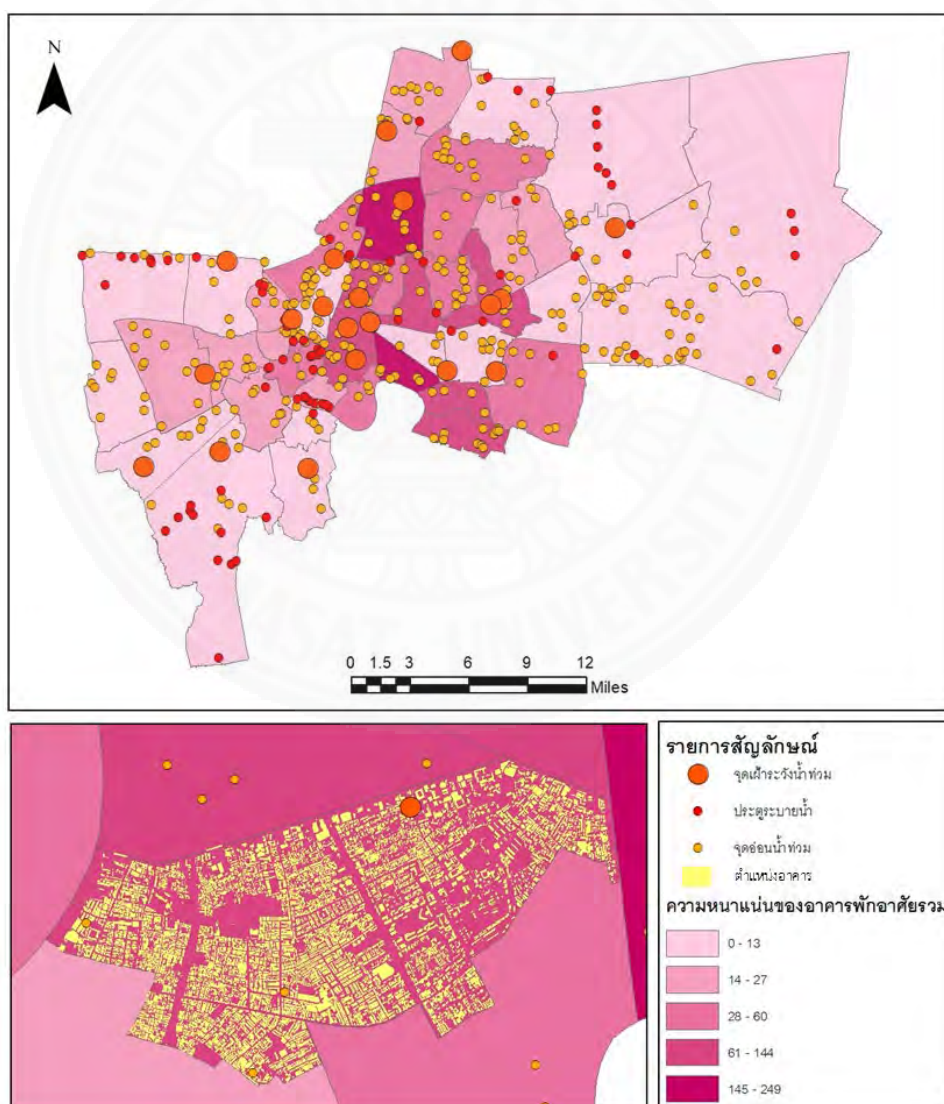 N
0 1.5 3 6 9 12
Miles
รายการสัญลักษณ์
จุดเฝ้าระวังน้ำท่วม
ประตูระบายน้ำ
จุดอ่อนน้ำท่วม
ตำแหน่งอาคาร
ความหนาแน่นของอาคารพักอาศัยรวม
0 - 13
14 - 27
28 - 60
61 - 144
145 - 249